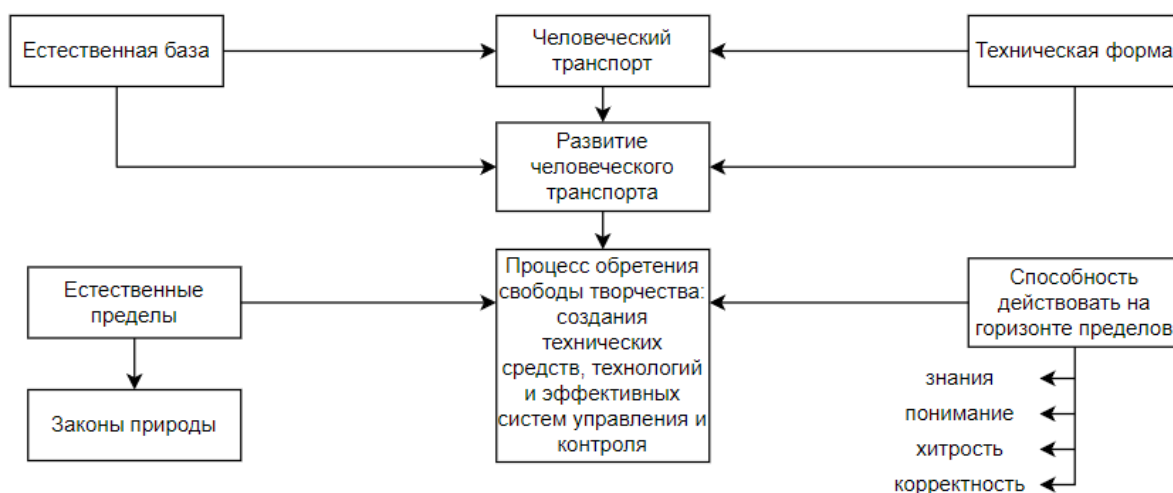 Естественная база
Человеческий
транспорт
Техническая форма
Развитие
человеческого
транспорта
Естественные
пределы
Процесс обретения
свободы творчества:
создания
технических
средств, технологий
и эффективных
систем управления и
контроля
Способность
действовать на
горизонте пределов
Законы природы
знания
понимание
хитрость
корректность